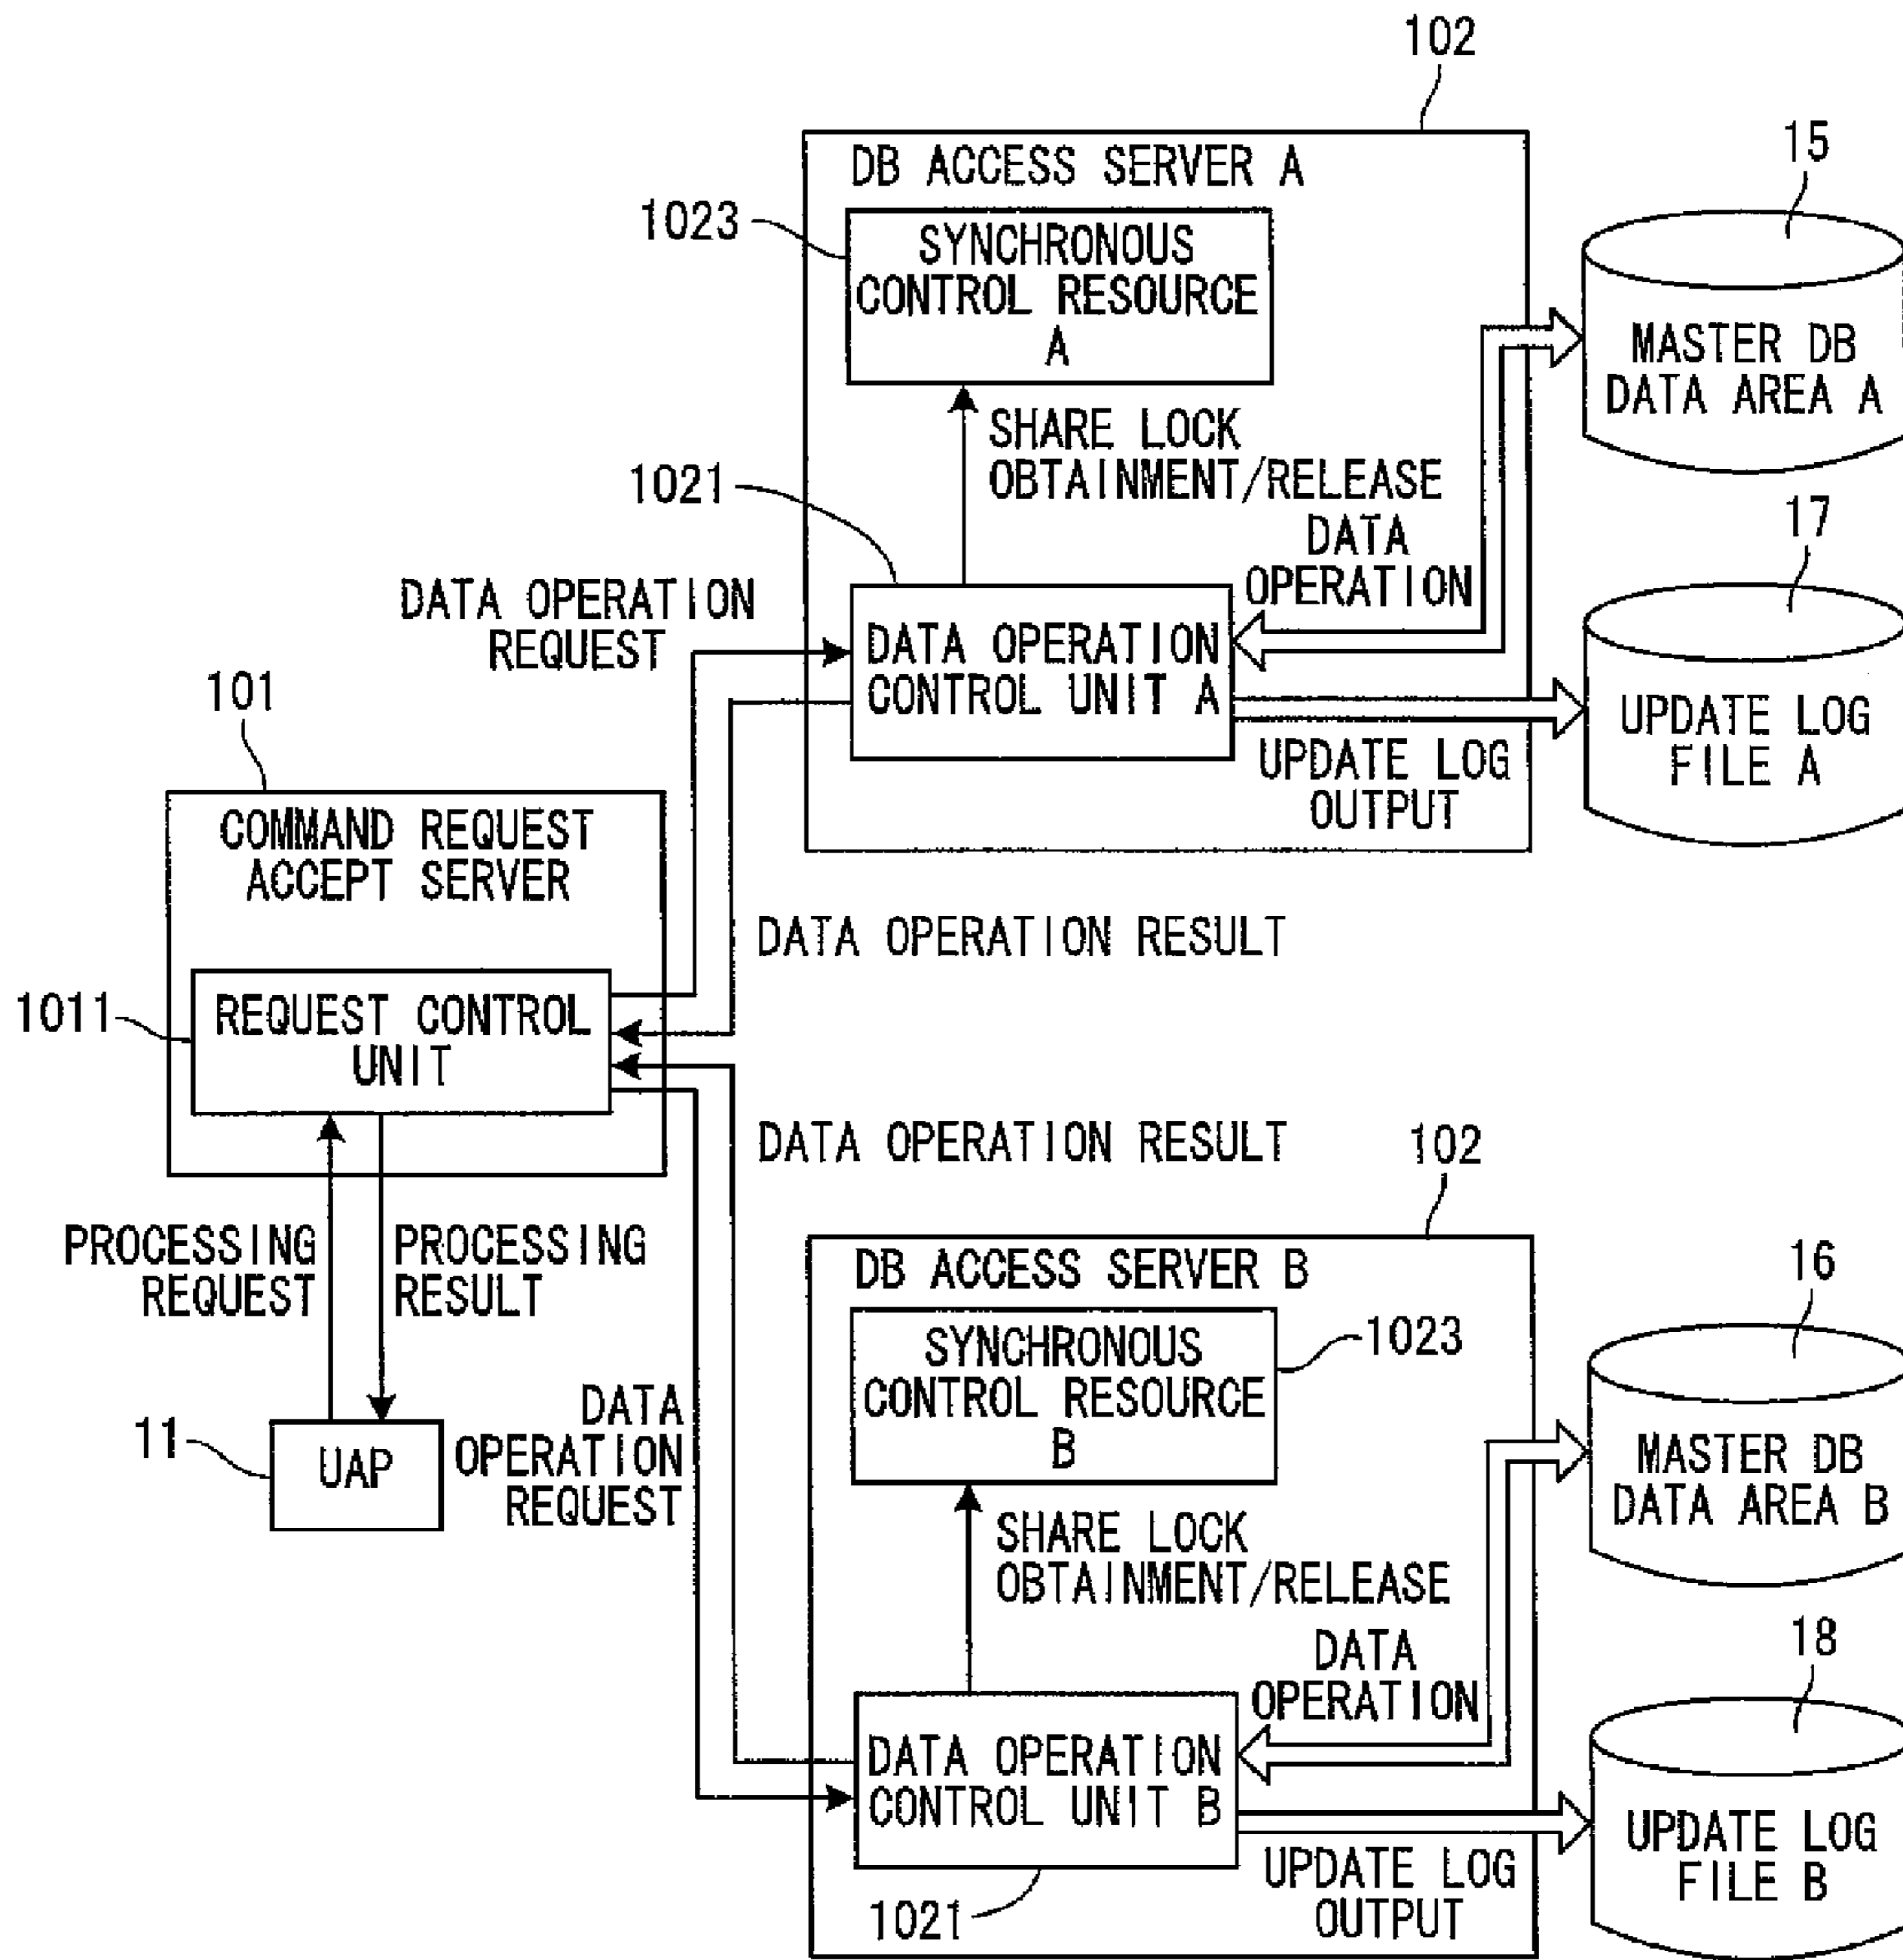 102
DB ACCESS SERVER A
1023
SYNCHRONOUS
CONTROL RESOURCE
A
15
MASTER DB
DATA AREA A
SHARE LOCK
OBTAINMENT/RELEASE
1021
DATA
OPERATION
17
DATA OPERATION
REQUEST
DATA OPERATION
CONTROL UNIT A
UPDATE LOG
FILE A
UPDATE LOG
OUTPUT
101
COMMAND REQUEST
ACCEPT SERVER
DATA OPERATION RESULT
1011
REQUEST CONTROL
UNIT
DATA OPERATION RESULT
PROCESSING
REQUEST
PROCESSING
RESULT
11
UAP
DATA
OPERATION
REQUEST
102
DB ACCESS SERVER B
SYNCHRONOUS
CONTROL RESOURCE
B
1023
16
MASTER DB
DATA AREA B
SHARE LOCK
OBTAINMENT/RELEASE
DATA
OPERATION
18
DATA OPERATION
CONTROL UNIT B
UPDATE LOG
FILE B
UPDATE LOG
OUTPUT
1021